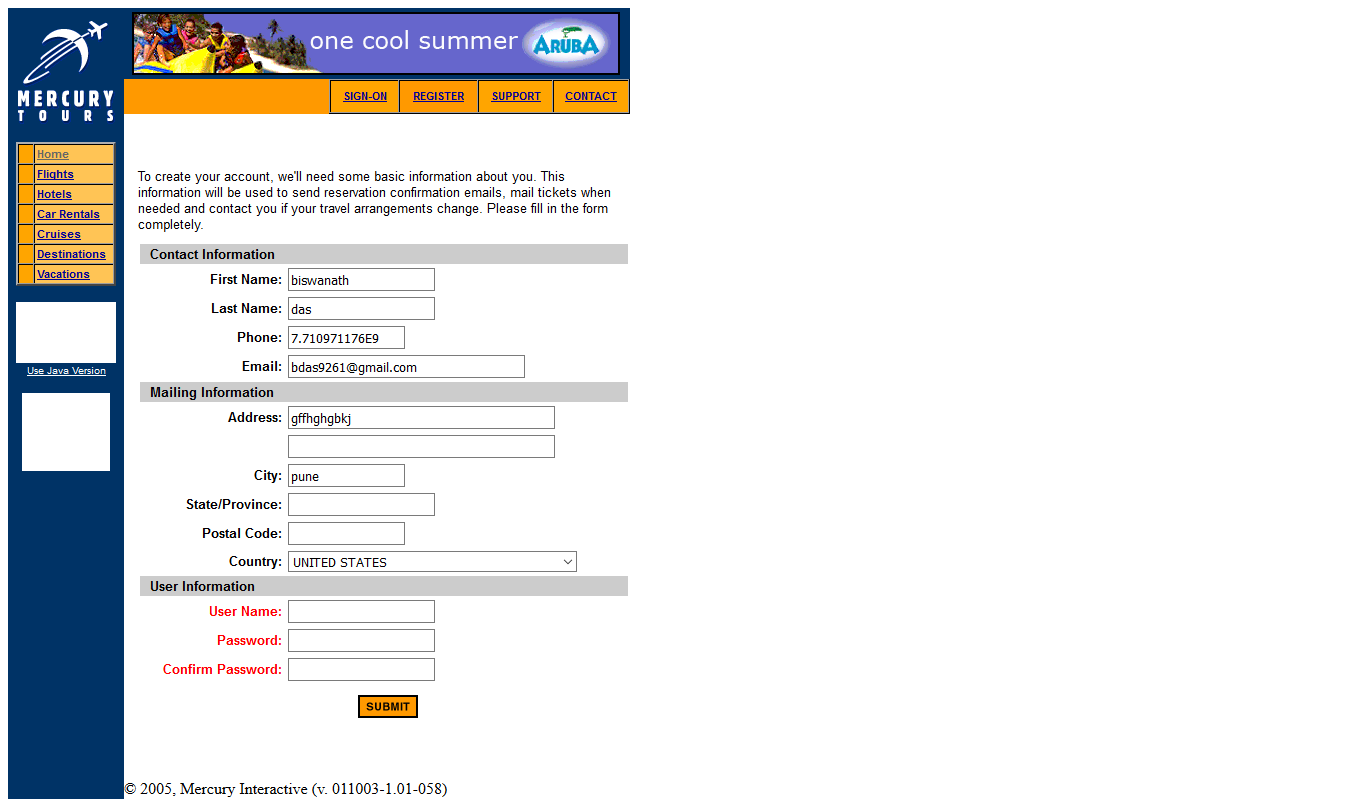 one cool summer ARUBA
MERCURY
TOURS
SIGN-ON REGISTER SUPPORT CONTACT
Home
Flights
Hotels
Car Rentals
Cruises
Destinations
Vacations
Use Java Version
To create your account, we'll need some basic information about you. This
information will be used to send reservation confirmation emails, mail tickets when
needed and contact you if your travel arrangements change. Please fill in the form
completely.
Contact Information
First Name: biswanath
Last Name: das
Phone: 7.710971176E9
Email: bdas9261@gmail.com
Mailing Information
Address: gffhghgbkj
City: pune
State/Province:
Postal Code:
Country: UNITED STATES
User Information
User Name:
Password:
Confirm Password:
SUBMIT
© 2005, Mercury Interactive (v. 011003-1.01-058)